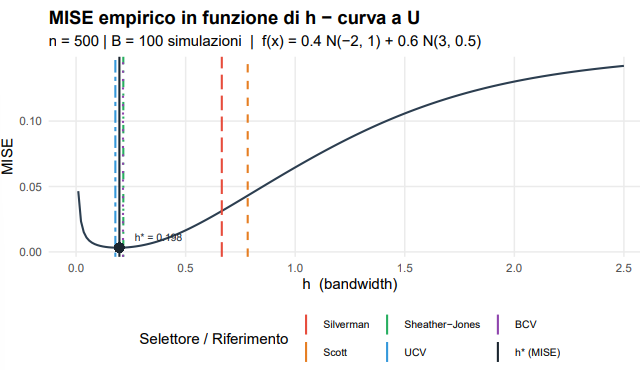 MISE empirico in funzione di h − curva a U
n = 500 | B = 100 simulazioni | f(x) = 0.4 N(−2, 1) + 0.6 N(3, 0.5)
MISE
0.10
0.05
0.00
h* = 0.198
0.0 0.5 1.0 1.5 2.0 2.5
h (bandwidth)
Selettore / Riferimento
Silverman Sheather−Jones BCV
Scott UCV h* (MISE)